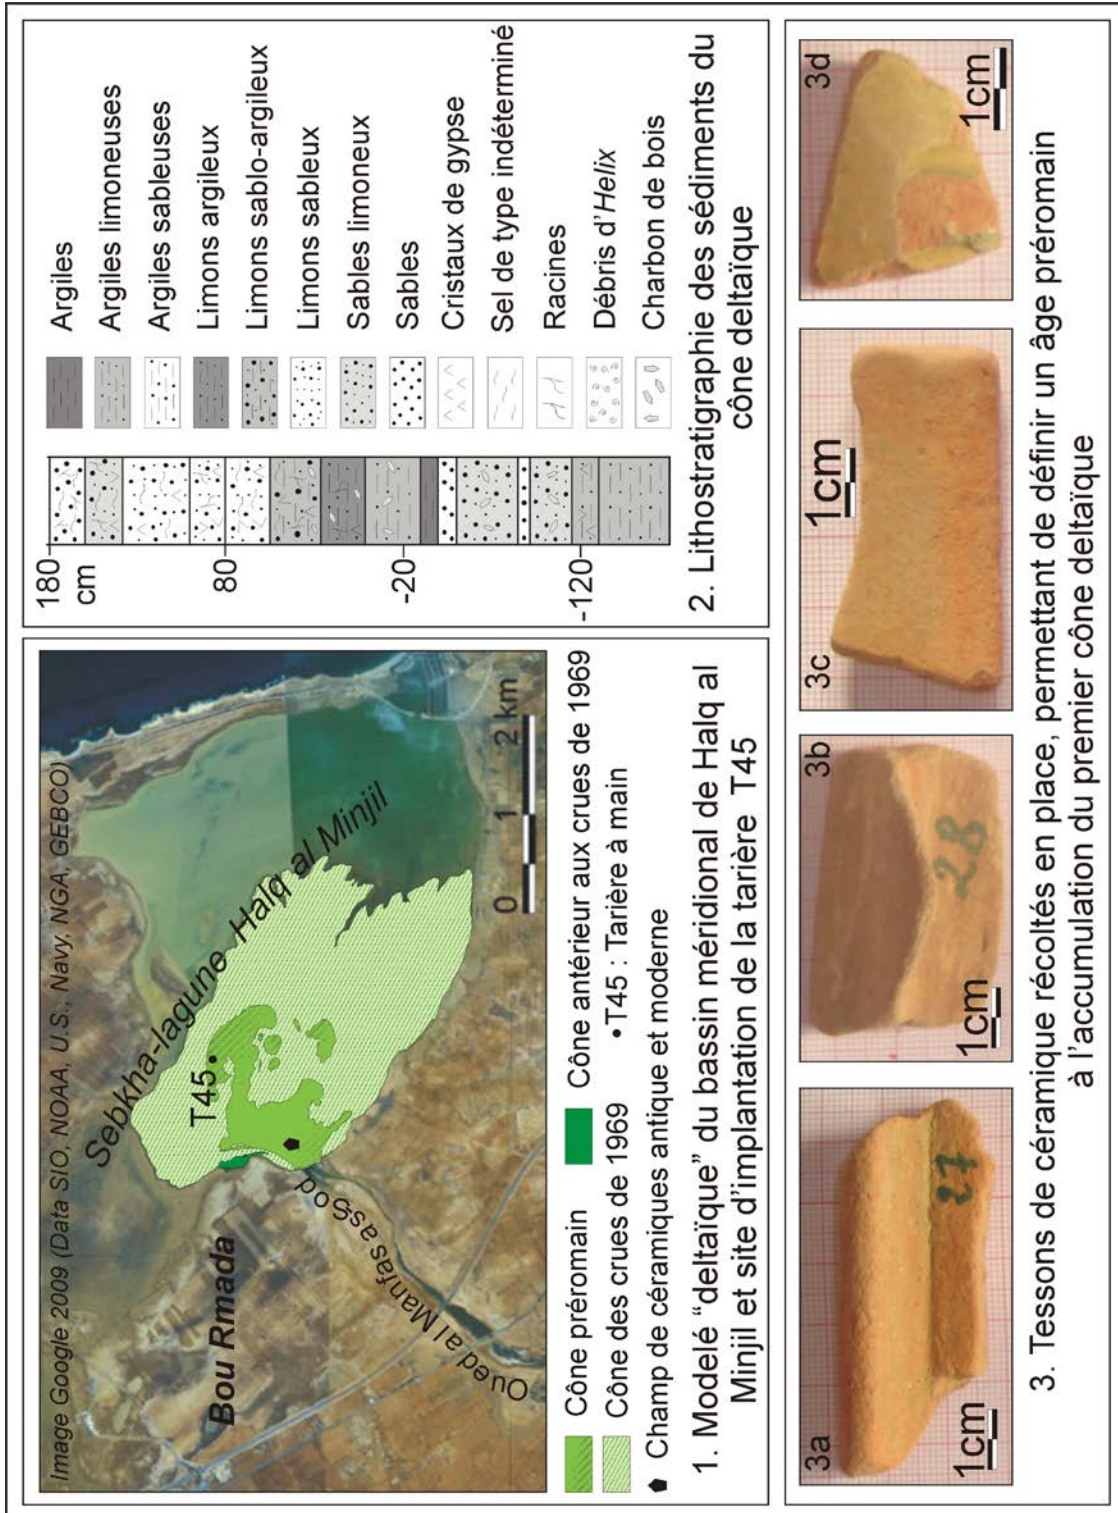 Image Google 2009 (Data SIO, NOAA, U.S., Navy, NGA, GEBCO)
Sebkha-lagune Halq al Minjil
T45
Bou Rmada
Oued al Manfas as Sod
0 1 2 km
Cône préromain
Cône antérieur aux crues de 1969
Cône des crues de 1969
T45 : Tarière à main
Champ de céramiques antique et moderne
1. Modelé “deltaïque” du bassin méridional de Halq al
Minjil et site d’implantation de la tarière T45
180
cm
80
-20
-120
Argiles
Argiles limoneuses
Argiles sableuses
Limons argileux
Limons sablo-argileux
Limons sableux
Sables limoneux
Sables
Cristaux de gypse
Sel de type indéterminé
Racines
Débris d’Helix
Charbon de bois
2. Lithostratigraphie des sédiments du
cône deltaïque
3a
27
1cm
3b
28
1cm
3c
1cm
3d
1cm
3. Tessons de céramique récoltés en place, permettant de définir un âge préromain
à l’accumulation du premier cône deltaïque